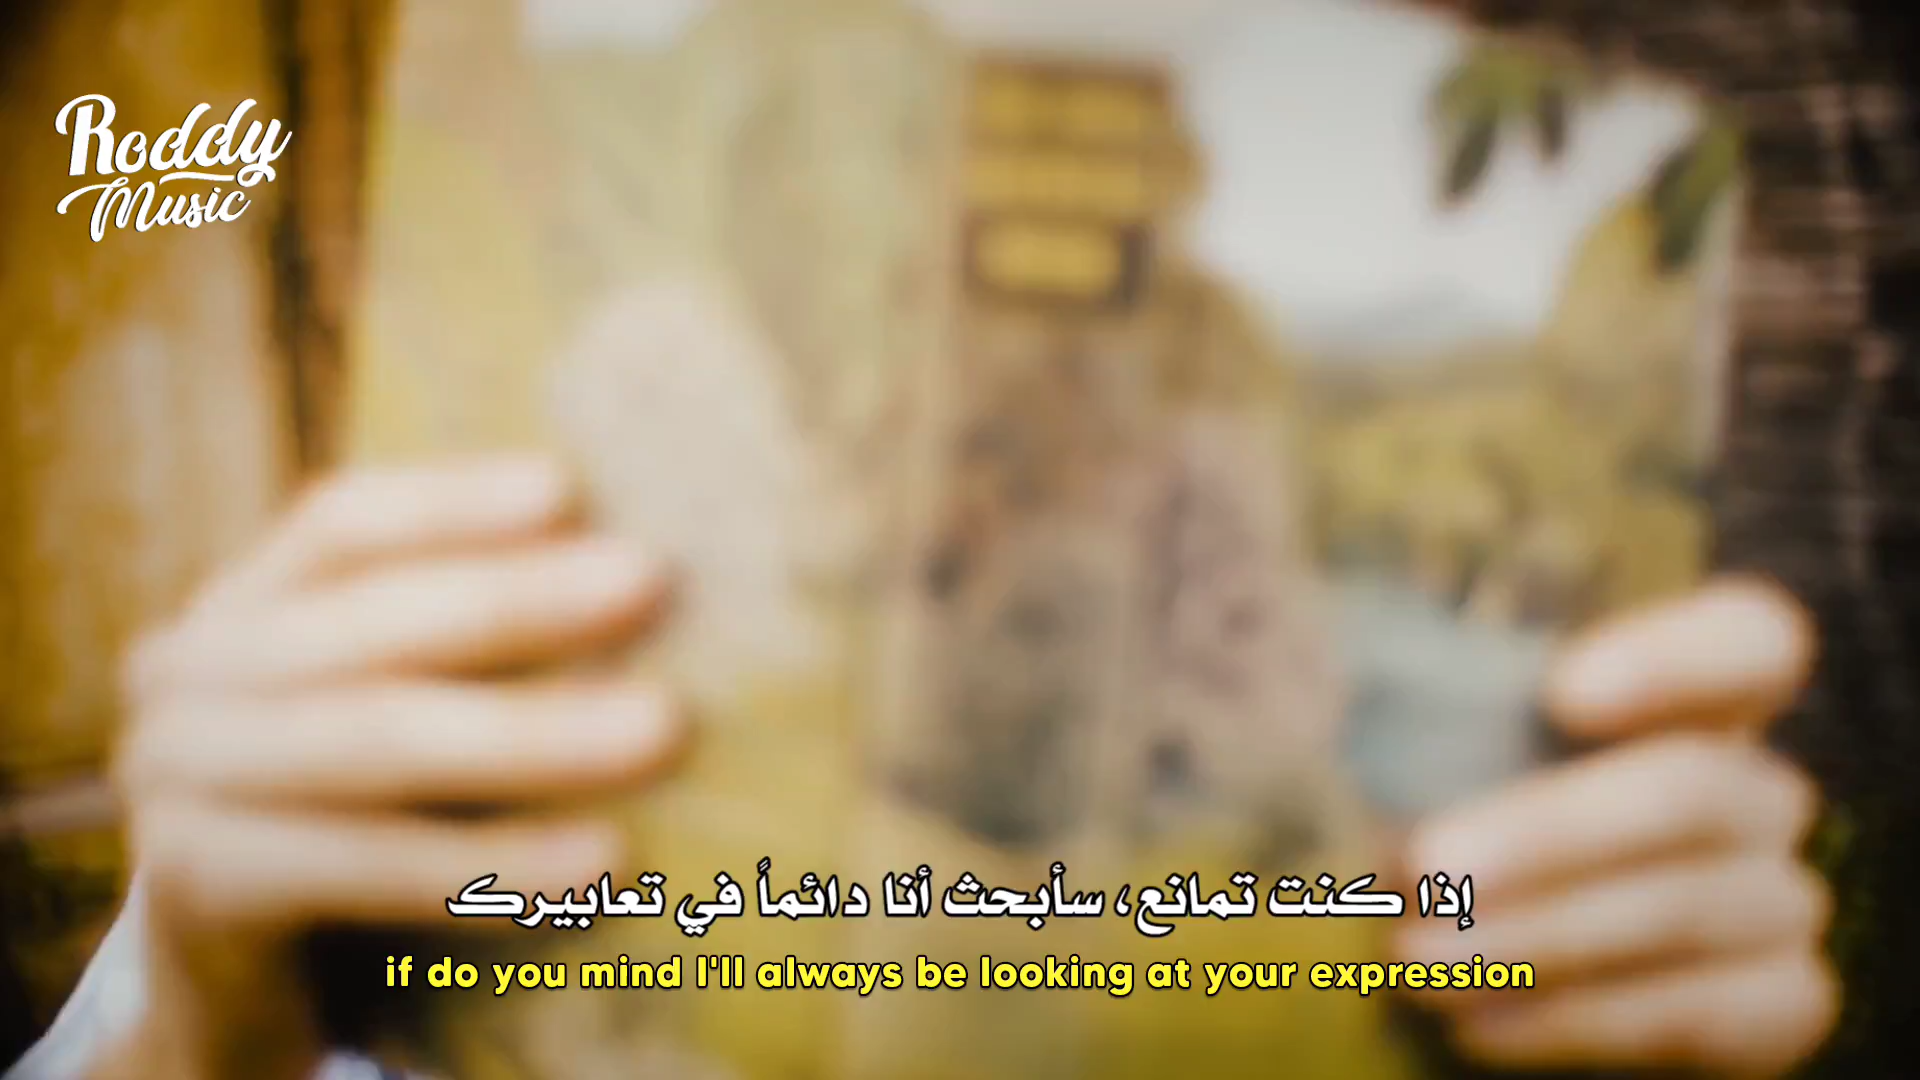 Roddy
Music
إذا كنت تمانع، سأبحث أنا دائماً في تعابيرك
if do you mind I'll always be looking at your expression